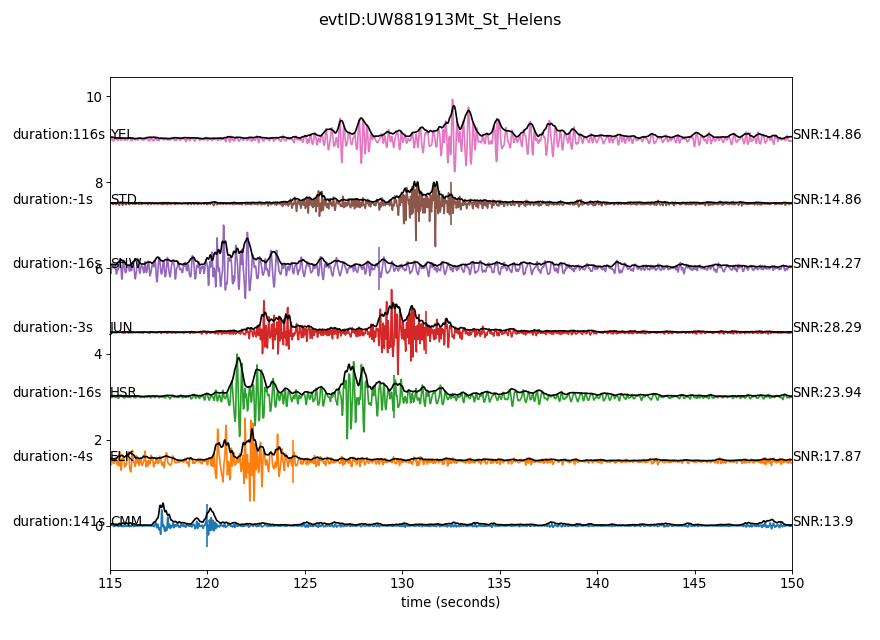 evtID:UW881913Mt_St_Helens
10
duration:116s YEL SNR:14.86
8
duration:-1s STD SNR:14.86
duration:-16s SNR:14.27
6
duration:-3s JUN SNR:28.29
4
duration:-16s HSR SNR:23.94
2
duration:-4s ELK SNR:17.87
duration:141s CMM SNR:13.9
0
115 120 125 130 135 140 145 150
time (seconds)